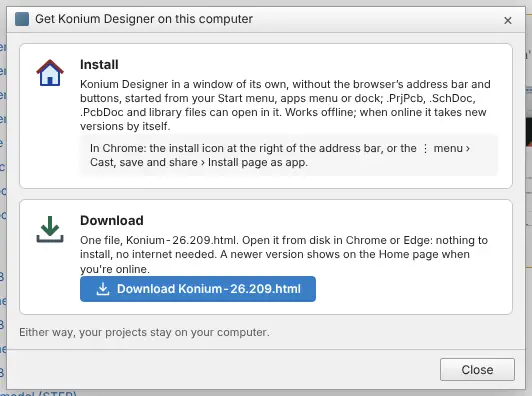 Get Konium Designer on this computer
Install
Konium Designer in a window of its own, without the browser's address bar and
buttons, started from your Start menu, apps menu or dock; .PrjPcb, .SchDoc,
.PcbDoc and library files can open in it. Works offline; when online it takes new
versions by itself.
In Chrome: the install icon at the right of the address bar, or the ⋮ menu ›
Cast, save and share › Install page as app.
Download
One file, Konium-26.209.html. Open it from disk in Chrome or Edge: nothing to
install, no internet needed. A newer version shows on the Home page when
you're online.
Download Konium-26.209.html
Either way, your projects stay on your computer.
Close
model (STEP)